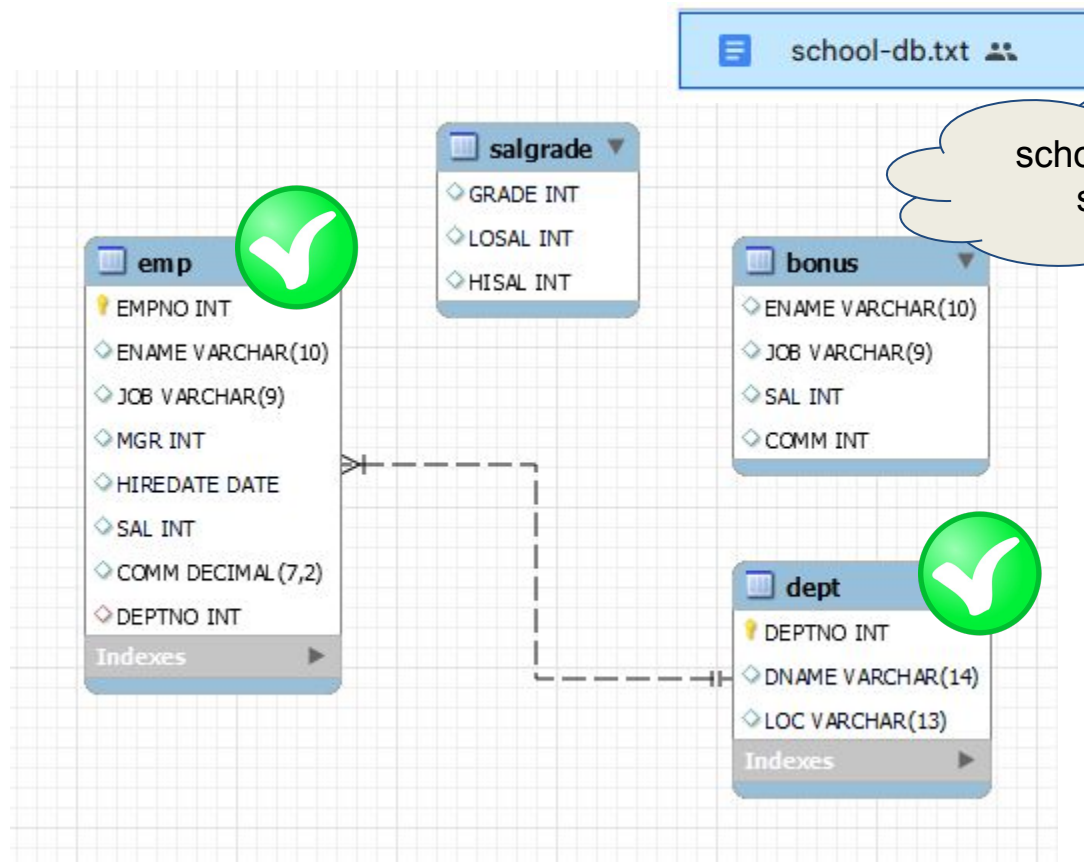 school-db.txt
salgrade
GRADE INT
LOSAL INT
HISAL INT
emp
EMPNO INT
ENAME VARCHAR(10)
JOB VARCHAR(9)
MGR INT
HIREDATE DATE
SAL INT
COMM DECIMAL(7,2)
DEPTNO INT
Indexes
bonus
ENAME VARCHAR(10)
JOB VARCHAR(9)
SAL INT
COMM INT
dept
DEPTNO INT
DNAME VARCHAR(14)
LOC VARCHAR(13)
Indexes